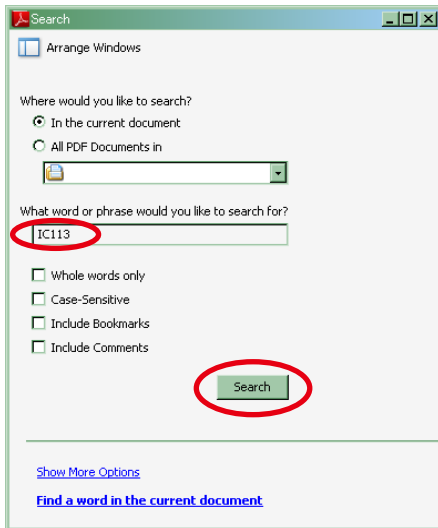 Search
Arrange Windows
Where would you like to search?
In the current document
All PDF Documents in
What word or phrase would you like to search for?
IC113
Whole words only
Case-Sensitive
Include Bookmarks
Include Comments
Search
Show More Options
Find a word in the current document